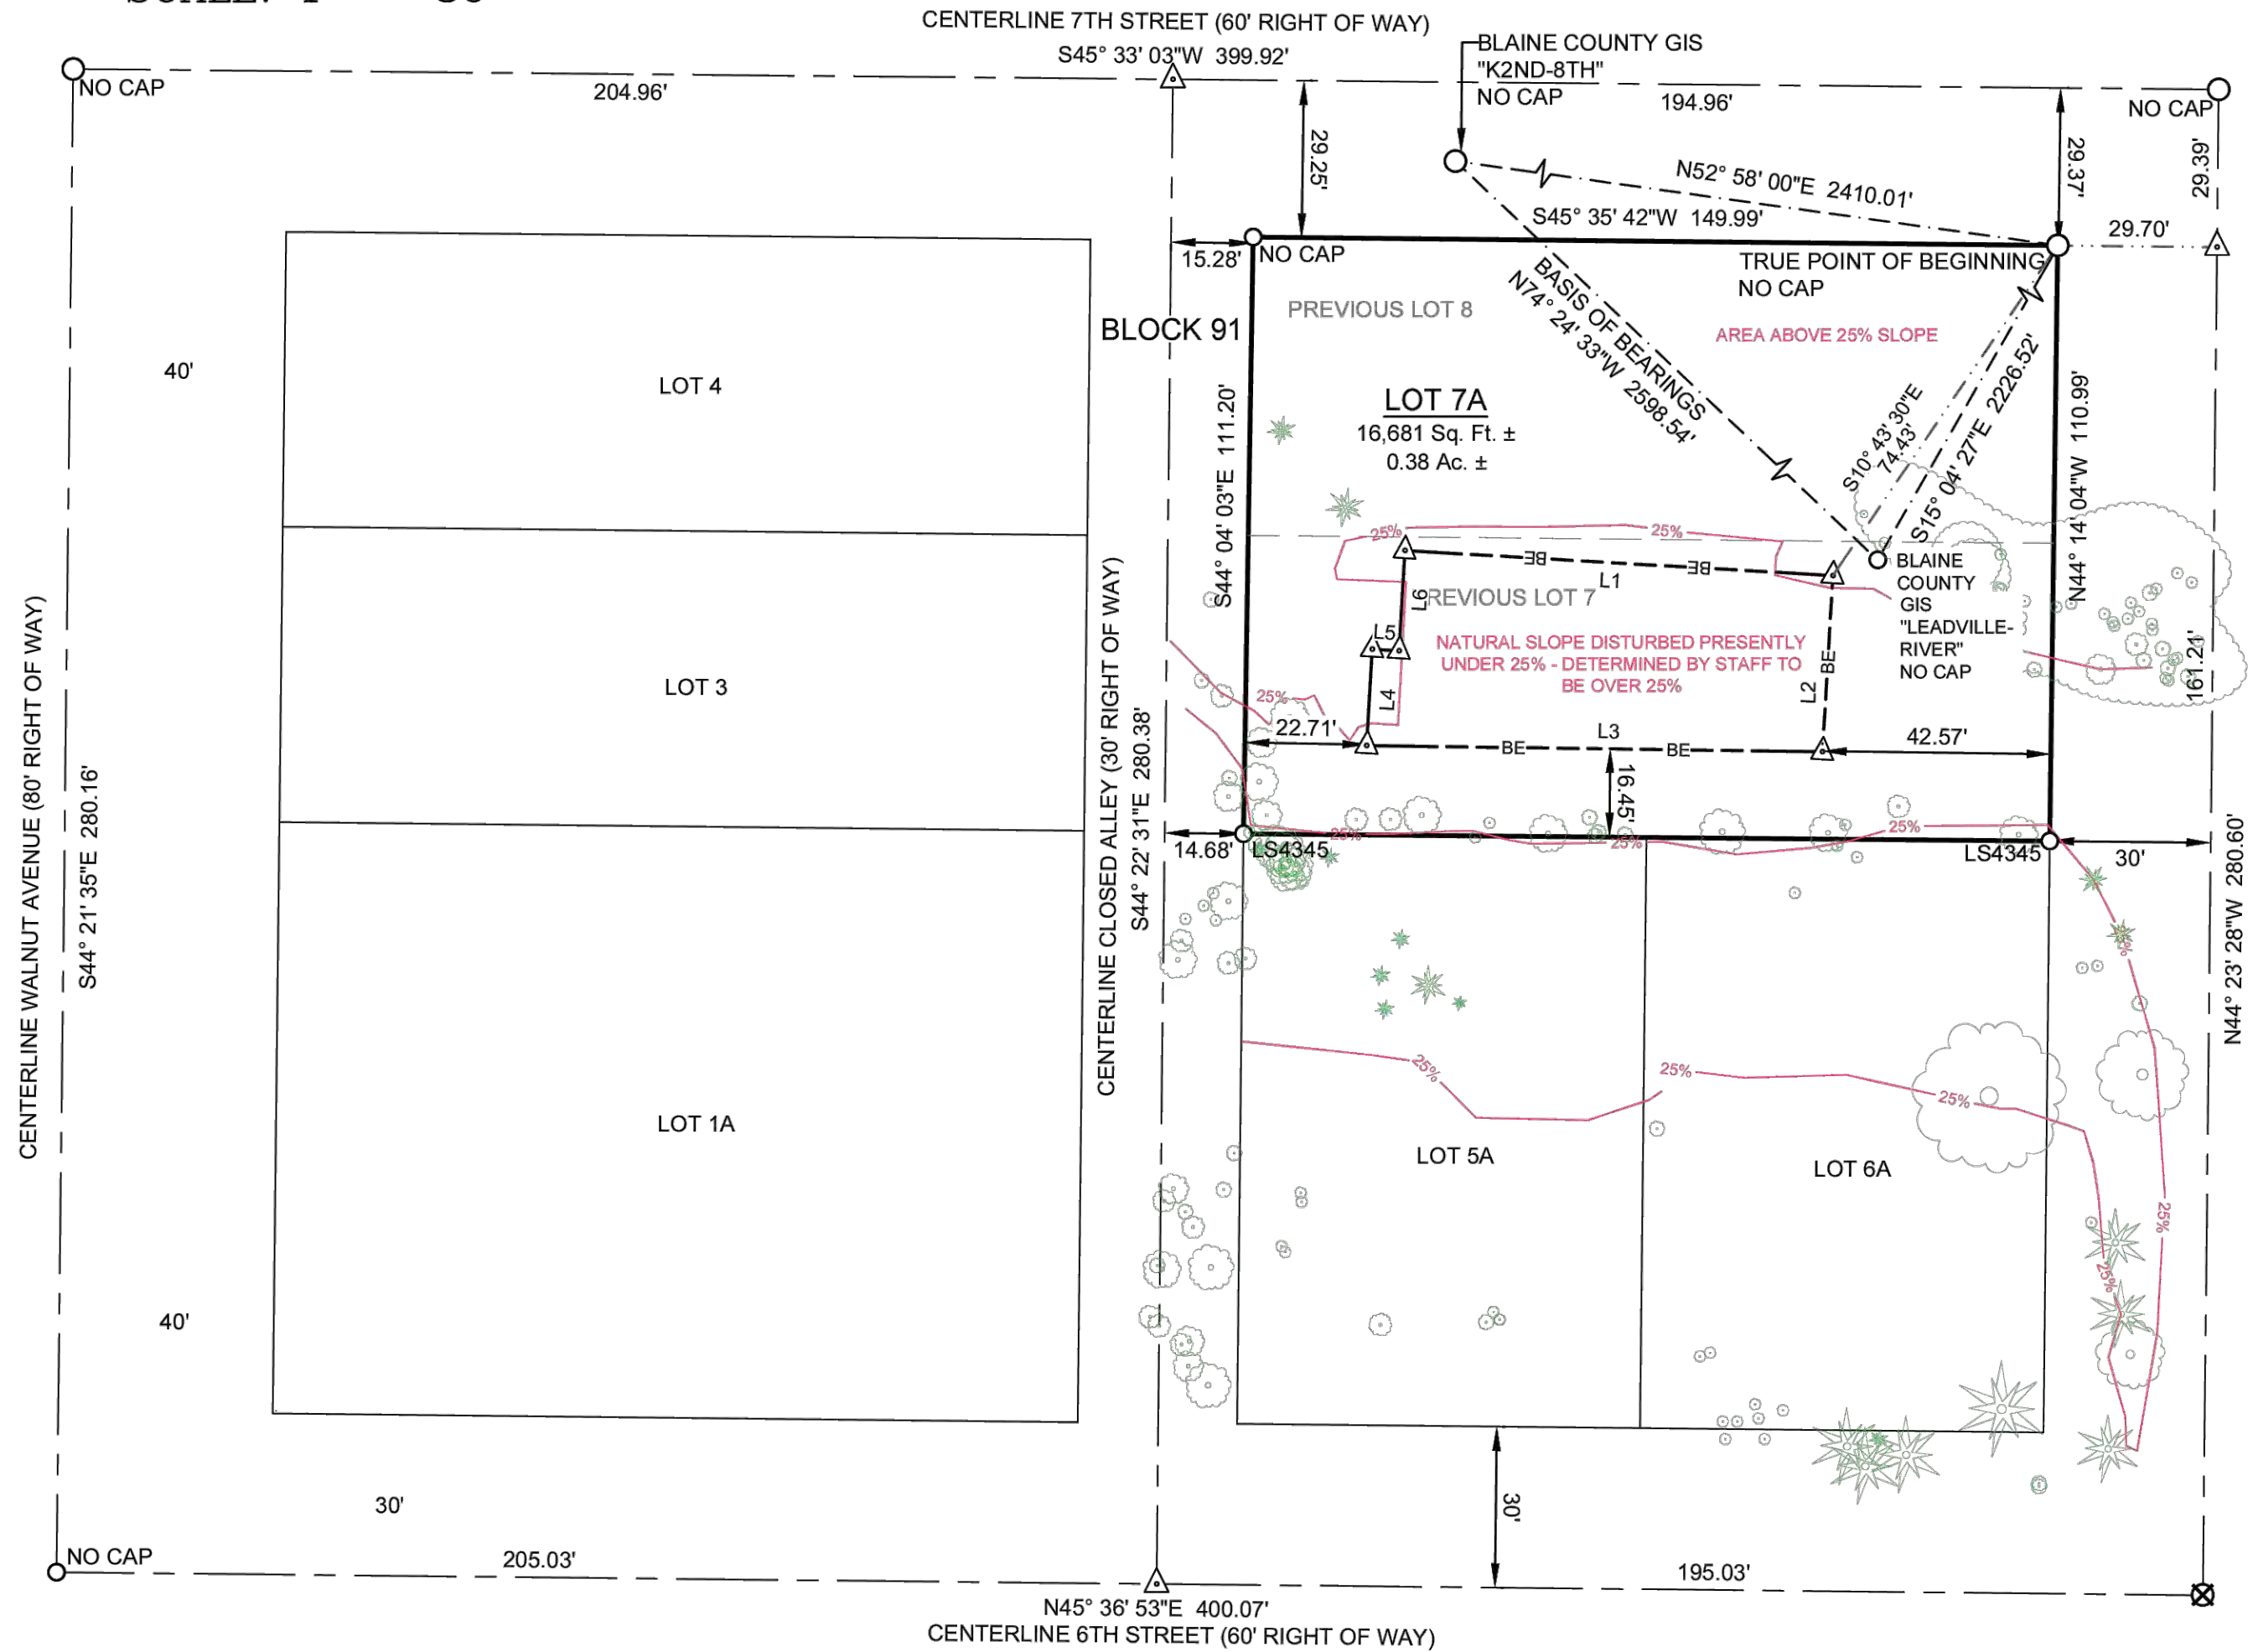 CENTERLINE 7TH STREET (60' RIGHT OF WAY)
S45° 33' 03"W 399.92'
BLAINE COUNTY GIS
"K2ND-8TH"
NO CAP
NO CAP
204.96'
194.96'
NO CAP
29.25'
29.37'
29.39'
N52° 58' 00"E 2410.01'
S45° 35' 42"W 149.99'
29.70'
15.28'
NO CAP
TRUE POINT OF BEGINNING
NO CAP
BASIS OF BEARINGS
N74° 24' 33"W 2598.54'
PREVIOUS LOT 8
BLOCK 91
AREA ABOVE 25% SLOPE
40'
LOT 4
LOT 7A
16,681 Sq. Ft. ±
0.38 Ac. ±
S44° 04' 03"E 111.20'
S10° 43' 30"E
74.43'
S15° 04' 27"E 2226.52'
N44° 14' 04"W 110.99'
25%
25%
BE
BE
L1
BLAINE
COUNTY
GIS
"LEADVILLE-
RIVER"
NO CAP
L6
REVIOUS LOT 7
L5
NATURAL SLOPE DISTURBED PRESENTLY
UNDER 25% - DETERMINED BY STAFF TO
BE OVER 25%
BE
L2
L4
161.24'
LOT 3
25%
22.71'
L3
BE
BE
42.57'
16.45'
CENTERLINE WALNUT AVENUE (80' RIGHT OF WAY)
S44° 21' 35"E 280.16'
CENTERLINE CLOSED ALLEY (30' RIGHT OF WAY)
S44° 22' 31"E 280.38'
14.68'
LS4345
25%
25%
25%
LS4345
30'
N44° 23' 28"W 280.60'
25%
25%
25%
25%
LOT 1A
LOT 5A
LOT 6A
25%
25%
40'
30'
30'
NO CAP
205.03'
195.03'
N45° 36' 53"E 400.07'
CENTERLINE 6TH STREET (60' RIGHT OF WAY)